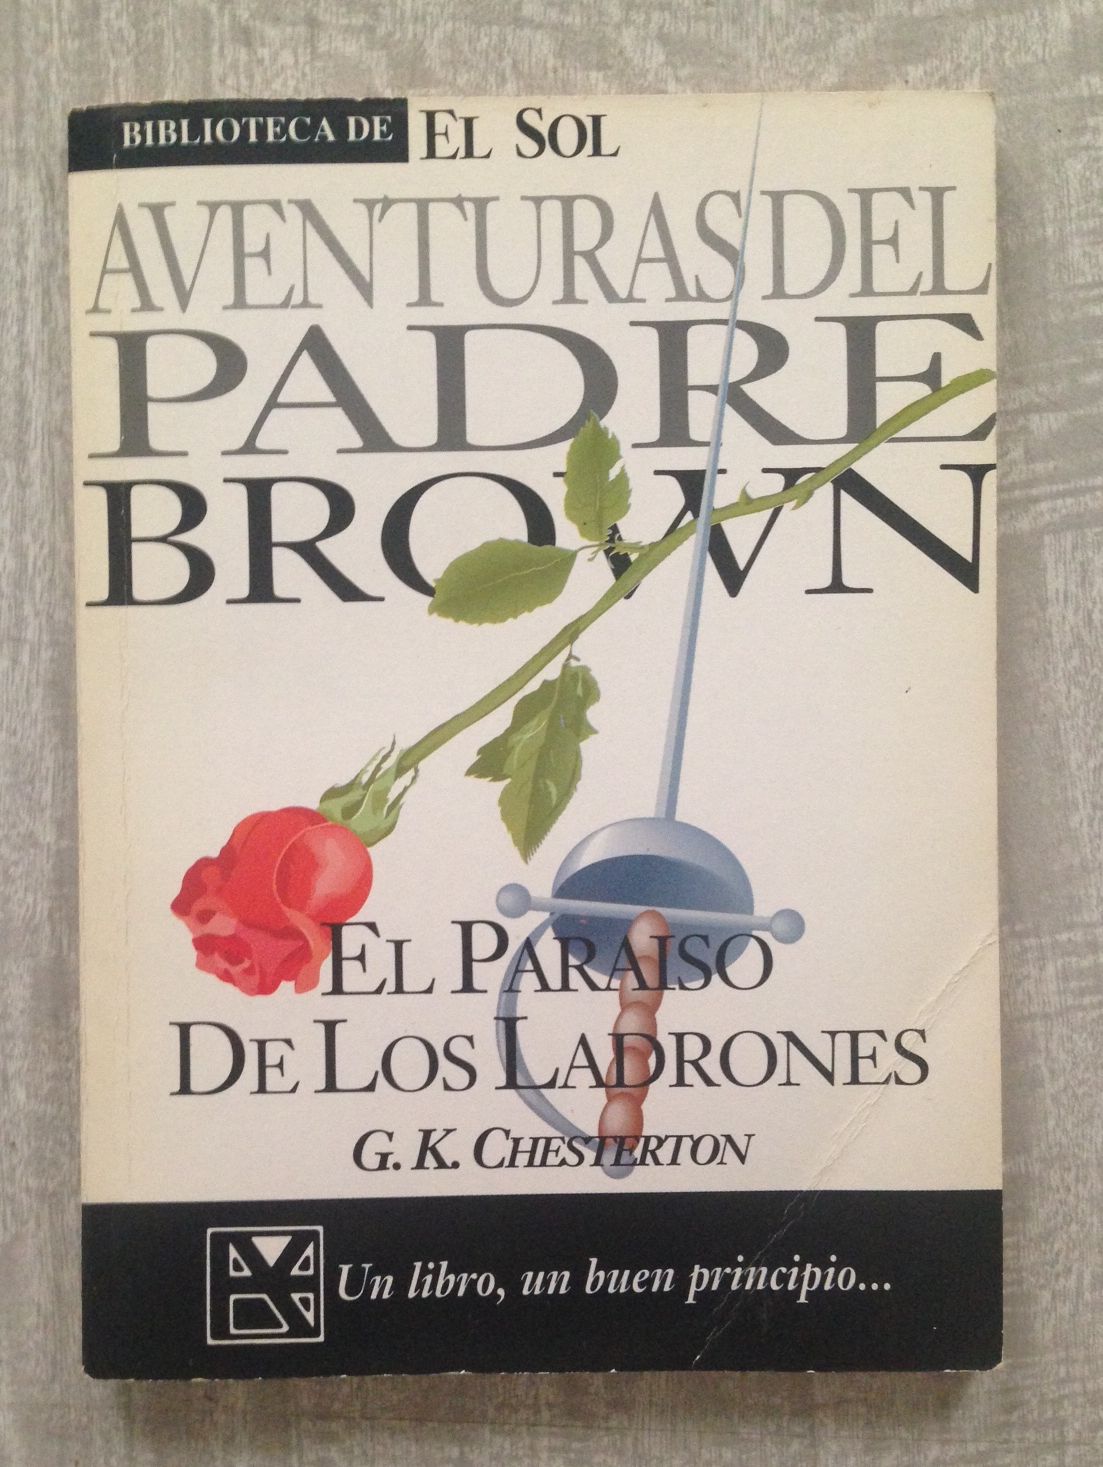 BIBLIOTECA DE EL SOL
AVENTURAS DEL
PADRE
BROWN
EL PARAISO
DE LOS LADRONES
G. K. CHESTERTON
Un libro, un buen principio...